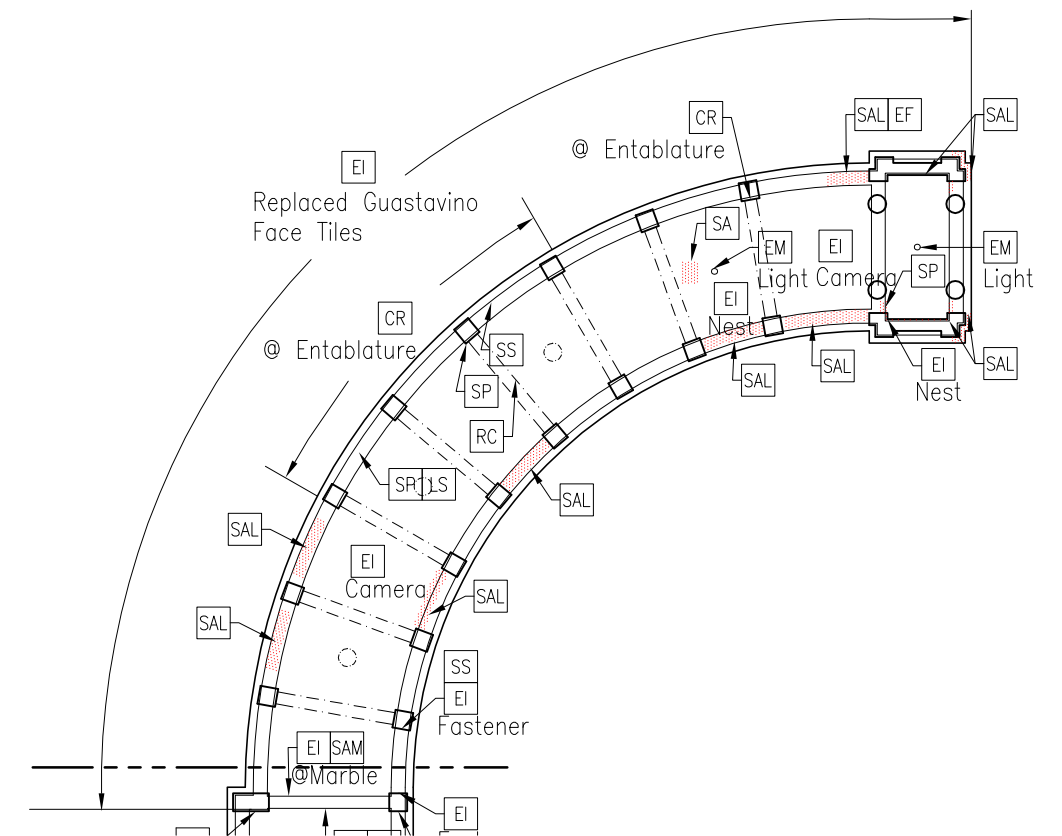 CR
SAL EF
SAL
@ Entablature
EI
Replaced Guastavino
Face Tiles
SA
EM
Light
EI
Camera
EM
Light
SP
EI
Nest
CR
@ Entablature
SS
SP
SAL
SAL
EI
Nest
SAL
RC
SP LS
SAL
SAL
EI
Camera
SAL
SAL
SS
EI
Fastener
EI SAM
@Marble
EI